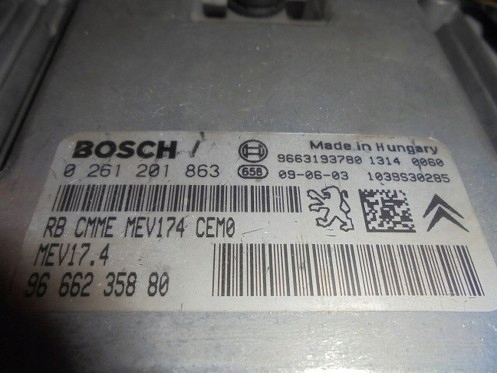 BOSCH
Made in Hungary
0 261 201 863
9663193780 1314 0060
658
09-06-03
1039S30285
RB CMME MEV174 CEM0
MEV17.4
96 662 358 80